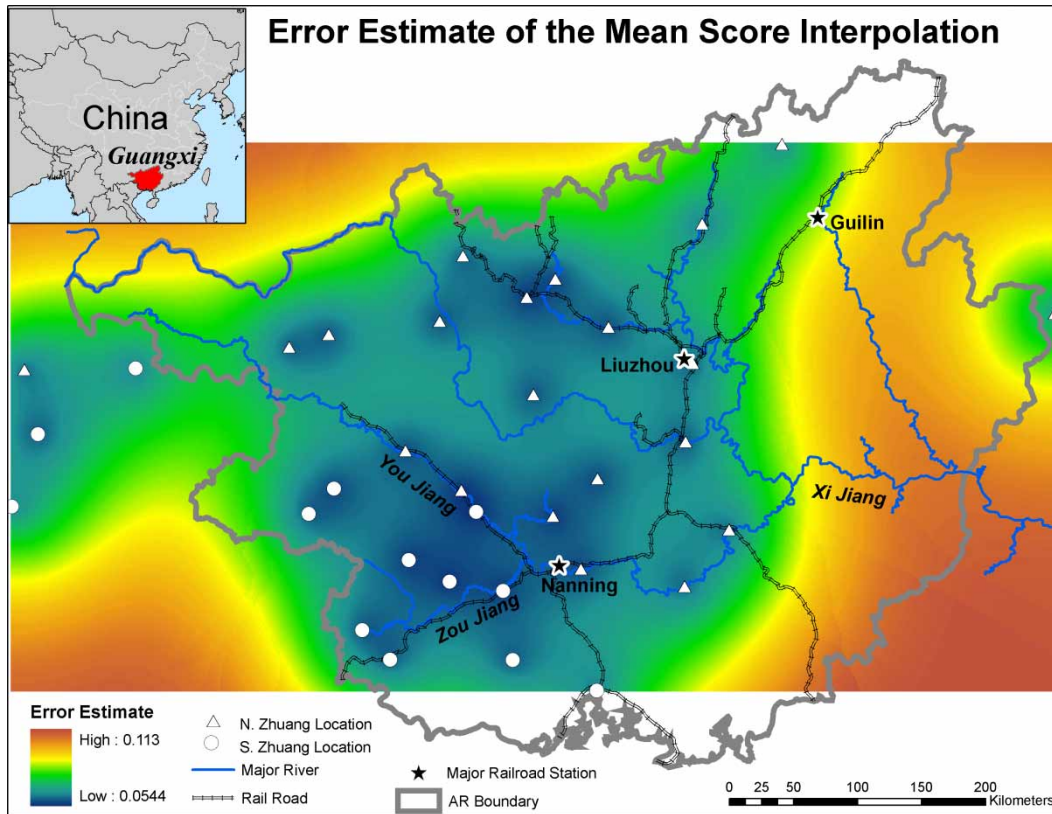 Error Estimate of the Mean Score Interpolation
China
Guangxi
Guilin
Liuzhou
You Jiang
Xi Jiang
Nanning
Zou Jiang
Error Estimate
High : 0.113
Low : 0.0544
N. Zhuang Location
S. Zhuang Location
Major River
Rail Road
Major Railroad Station
AR Boundary
0 25 50 100 150 200
Kilometers